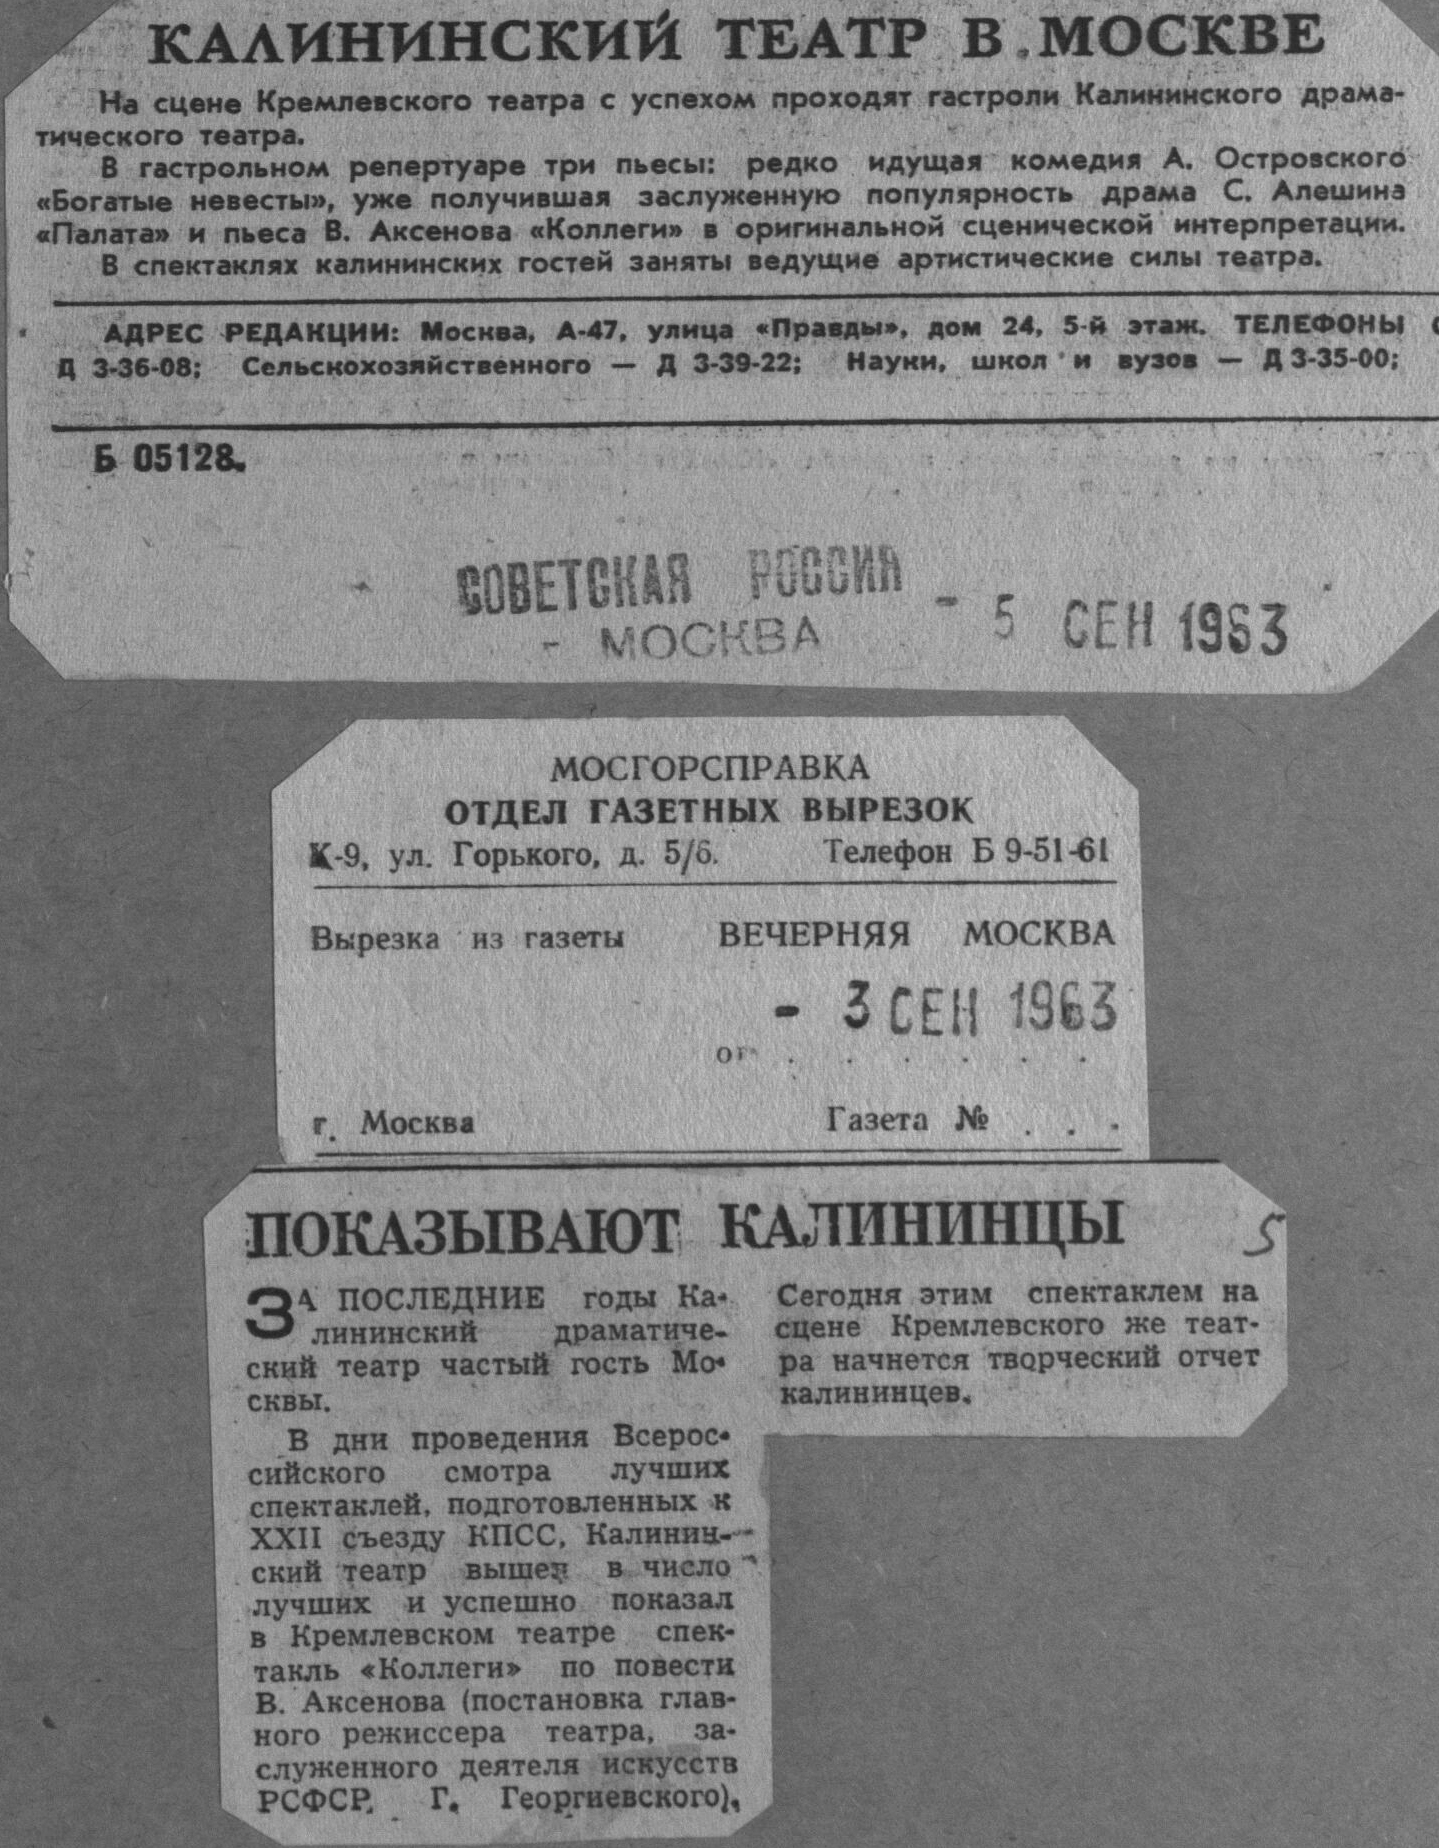 КАЛИНИНСКИЙ ТЕАТР В МОСКВЕ
На сцене Кремлевского театра с успехом проходят гастроли Калининского драма-
тического театра.
В гастрольном репертуаре три пьесы: редко идущая комедия А. Островского
«Богатые невесты», уже получившая заслуженную популярность драма С. Алешина
«Палата» и пьеса В. Аксенова «Коллеги» в оригинальной сценической интерпретации.
В спектаклях калининских гостей заняты ведущие артистические силы театра.
АДРЕС РЕДАКЦИИ: Москва, А-47, улица «Правды», дом 24, 5-й этаж. ТЕЛЕФОНЫ
Д 3-36-08; Сельскохозяйственного — Д 3-39-22; Науки, школ и вузов — Д 3-35-00;
Б 05128.
СОВЕТСКАЯ РОССИЯ
- МОСКВА
- 5 СЕН 1963
МОСГОРСПРАВКА
ОТДЕЛ ГАЗЕТНЫХ ВЫРЕЗОК
К-9, ул. Горького, д. 5/6. Телефон Б 9-51-61
Вырезка из газеты ВЕЧЕРНЯЯ МОСКВА
- 3 СЕН 1963
от . . . . . .
г. Москва Газета № . . .
ПОКАЗЫВАЮТ КАЛИНИНЦЫ 5
ЗА ПОСЛЕДНИЕ годы Ка-
лининский драматиче-
ский театр частый гость Мо-
сквы.
В дни проведения Всерос-
сийского смотра лучших
спектаклей, подготовленных к
XXII съезду КПСС, Калинин-
ский театр вышел в число
лучших и успешно показал
в Кремлевском театре спек-
такль «Коллеги» по повести
В. Аксенова (постановка глав-
ного режиссера театра, за-
служенного деятеля искусств
РСФСР, Г. Георгиевского).
Сегодня этим спектаклем на
сцене Кремлевского же теат-
ра начнется творческий отчет
калининцев.